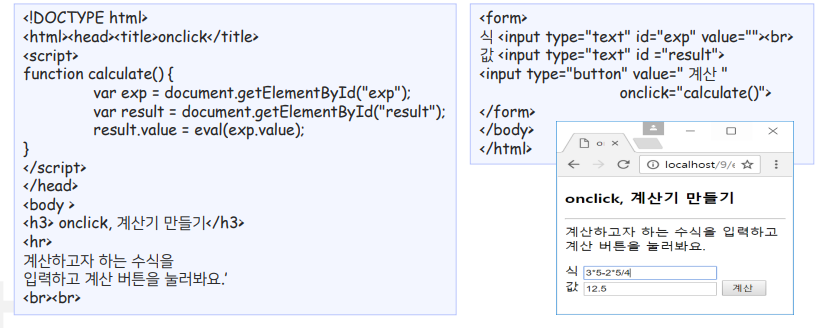 <!DOCTYPE html>
<html><head><title>onclick</title>
<script>
function calculate() {
var exp = document.getElementById("exp");
var result = document.getElementById("result");
result.value = eval(exp.value);
}
</script>
</head>
<body >
<h3> onclick, 계산기 만들기</h3>
<hr>
계산하고자 하는 수식을
입력하고 계산 버튼을 눌러봐요.’
<br><br>
<form>
식 <input type="text" id="exp" value=""><br>
값 <input type="text" id ="result">
<input type="button" value=" 계산 "
onclick="calculate()">
</form>
</body>
</html>
o
localhost/9/e
onclick, 계산기 만들기
계산하고자 하는 수식을 입력하고
계산 버튼을 눌러봐요.
식 3*5-2*5/4
값 12.5 계산